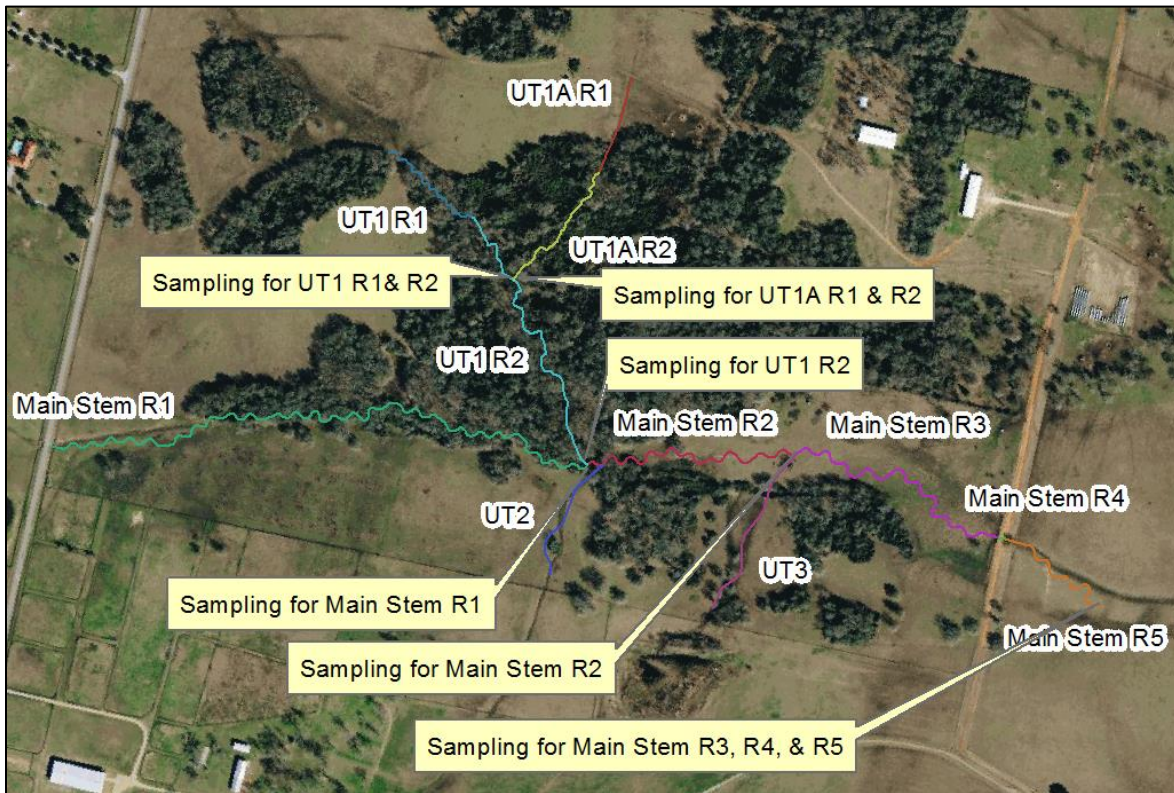 UT1A R1
UT1 R1
UT1A R2
Sampling for UT1 R1& R2
Sampling for UT1A R1 & R2
UT1 R2
Sampling for UT1 R2
Main Stem R1
Main Stem R2
Main Stem R3
Main Stem R4
UT2
UT3
Sampling for Main Stem R1
Main Stem R5
Sampling for Main Stem R2
Sampling for Main Stem R3, R4, & R5